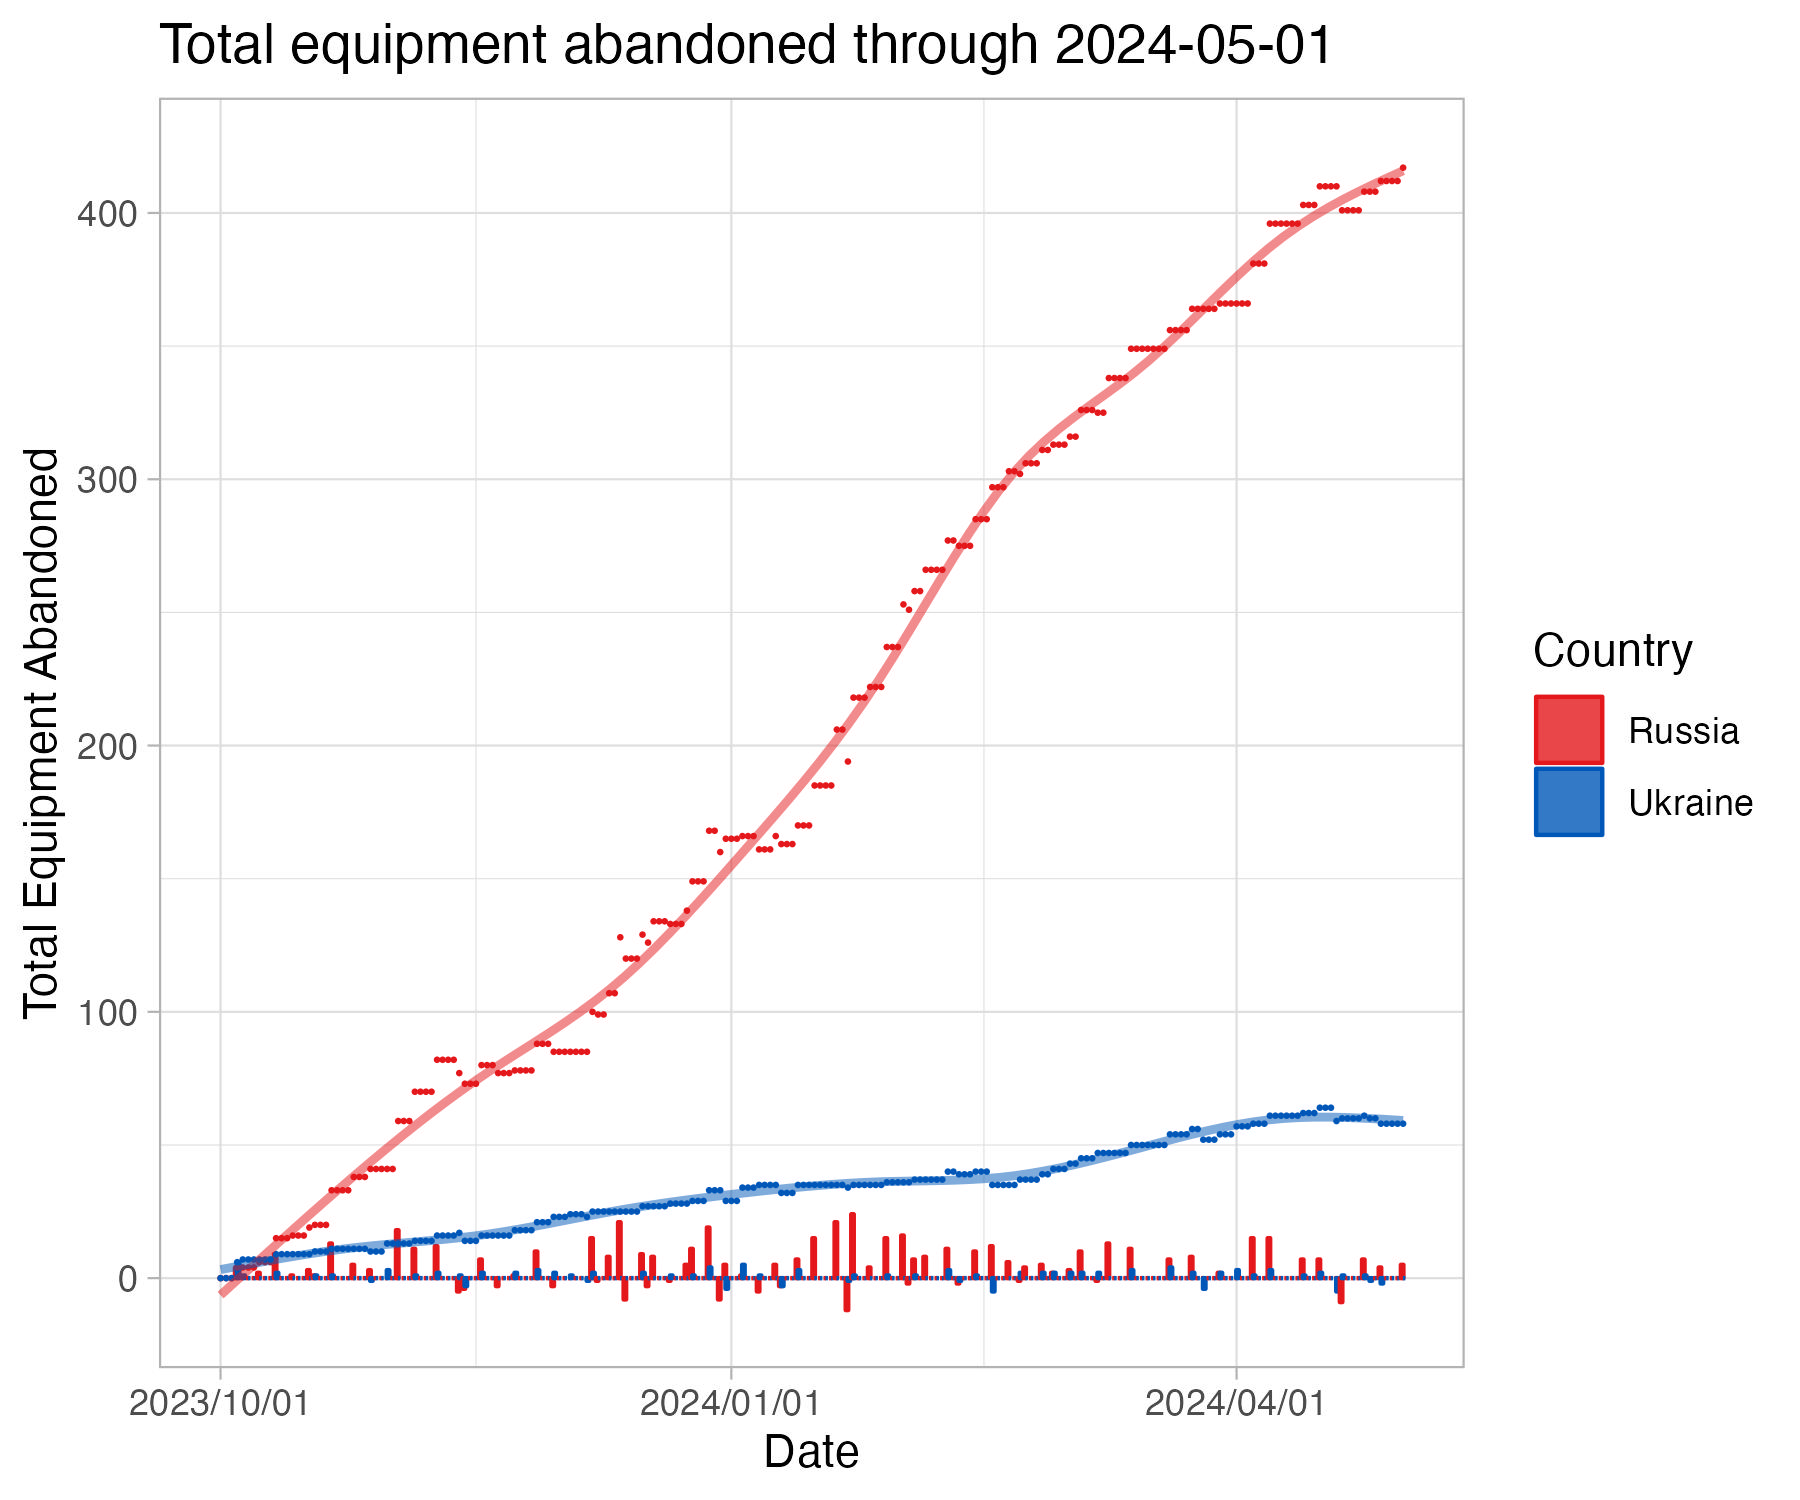 Total equipment abandoned through 2024-05-01
Total Equipment Abandoned
400
300
200
100
0
2023/10/01
2024/01/01
2024/04/01
Date
Country
Russia
Ukraine